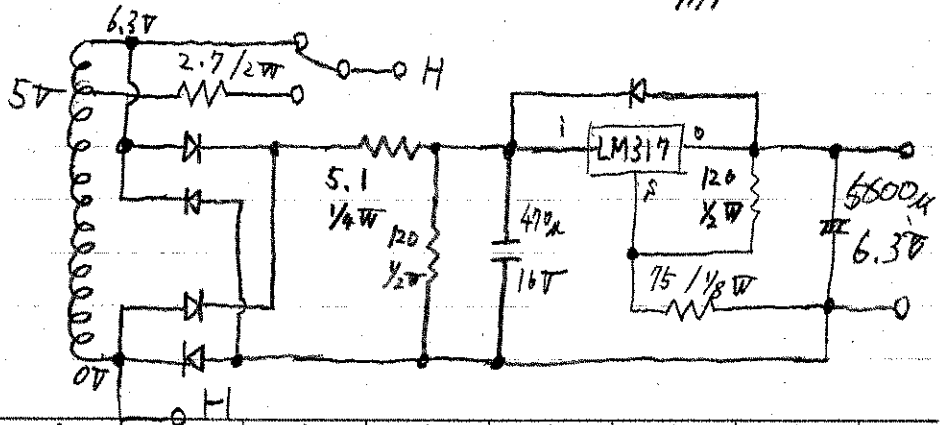 6.3V
2.7/2W
H
5V
i
LM317
o
5.1
1/4W
120
1/2W
470μ
16V
120
1/2W
6.3V
75/1/8W
0V
H